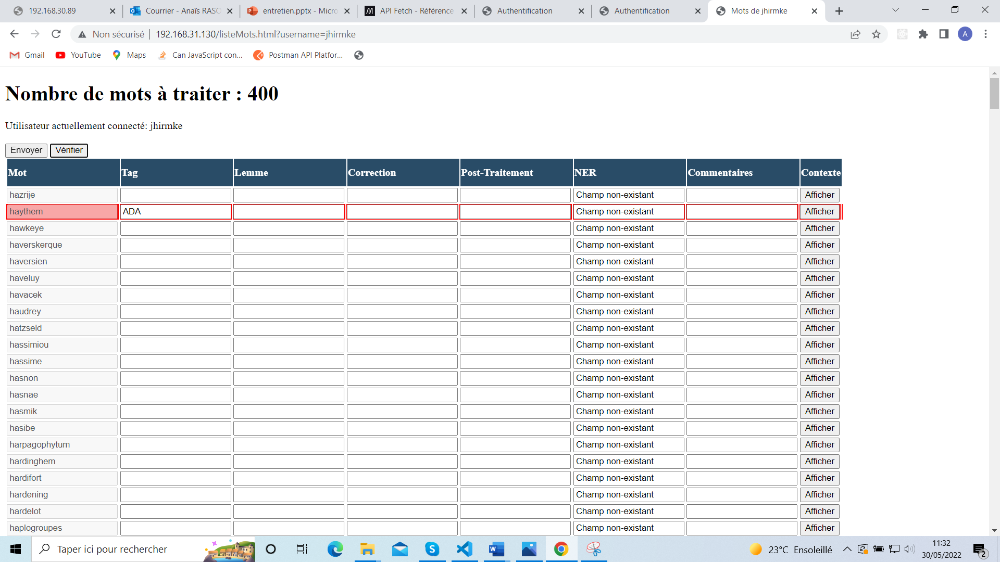 192.168.30.89
Courrier - Anaïs RASO
entretien.pptx - Micro
API Fetch - Référence
Authentification
Authentification
Mots de jhirmke
Non sécurisé | 192.168.31.130/listeMots.html?username=jhirmke
A
Gmail YouTube Maps Can JavaScript con... Postman API Platfor...
Nombre de mots à traiter : 400
Utilisateur actuellement connecté: jhirmke
Envoyer Vérifier
Mot Tag Lemme Correction Post-Traitement NER Commentaires Contexte
hazrije Champ non-existant Afficher
haythem ADA Champ non-existant Afficher
hawkeye Champ non-existant Afficher
haverskerque Champ non-existant Afficher
haversien Champ non-existant Afficher
haveluy Champ non-existant Afficher
havacek Champ non-existant Afficher
haudrey Champ non-existant Afficher
hatzseld Champ non-existant Afficher
hassimiou Champ non-existant Afficher
hassime Champ non-existant Afficher
hasnon Champ non-existant Afficher
hasnae Champ non-existant Afficher
hasmik Champ non-existant Afficher
hasibe Champ non-existant Afficher
harpagophytum Champ non-existant Afficher
hardinghem Champ non-existant Afficher
hardifort Champ non-existant Afficher
hardening Champ non-existant Afficher
hardelot Champ non-existant Afficher
haplogroupes Champ non-existant Afficher
Taper ici pour rechercher
23°C Ensoleillé
11:32
30/05/2022
2